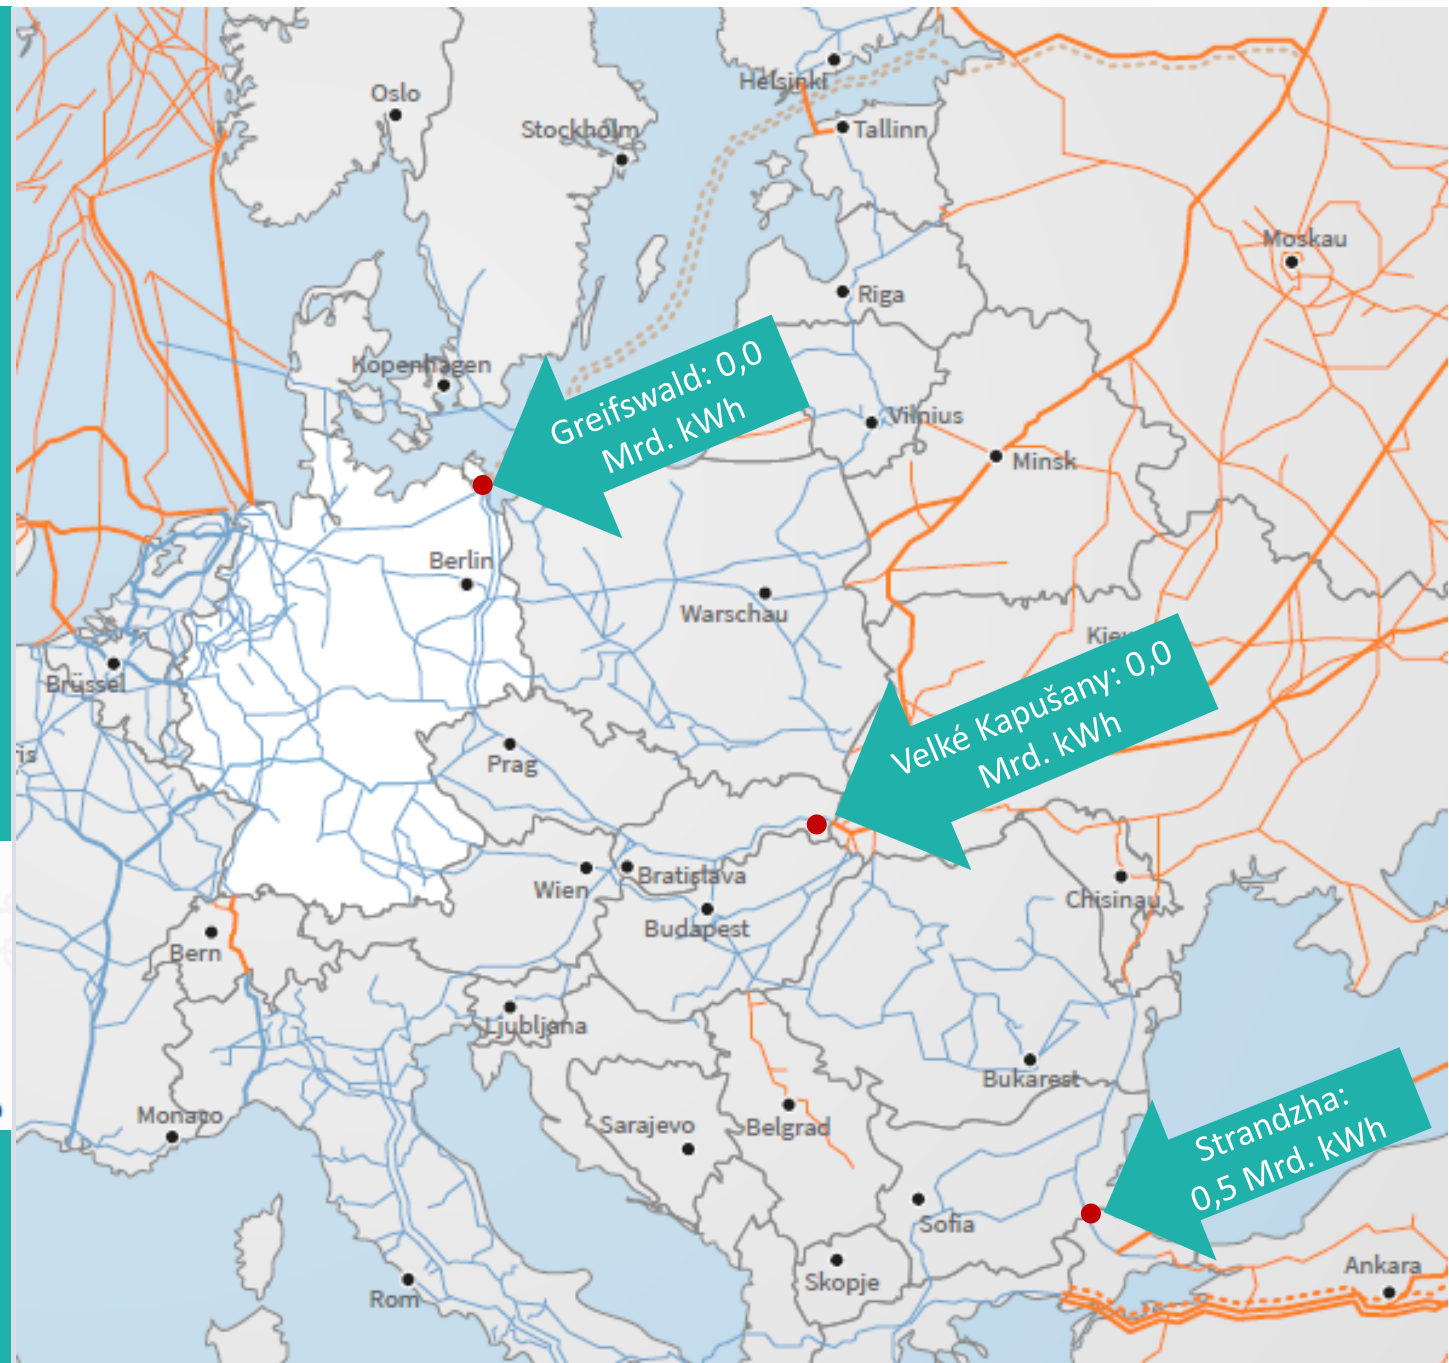 Helsinki
Oslo
Stockholm
Tallinn
Moskau
Riga
Kopenhagen
Greifswald: 0,0
Mrd. kWh
Vilnius
Minsk
Berlin
Warschau
Brüssel
Velké Kapušany: 0,0
Mrd. kWh
Prag
Wien
Bratislava
Budapest
Chisinau
Bern
Ljubljana
Bukarest
Monaco
Sarajevo
Belgrad
Strandzha:
0,5 Mrd. kWh
Sofia
Skopje
Ankara
Rom